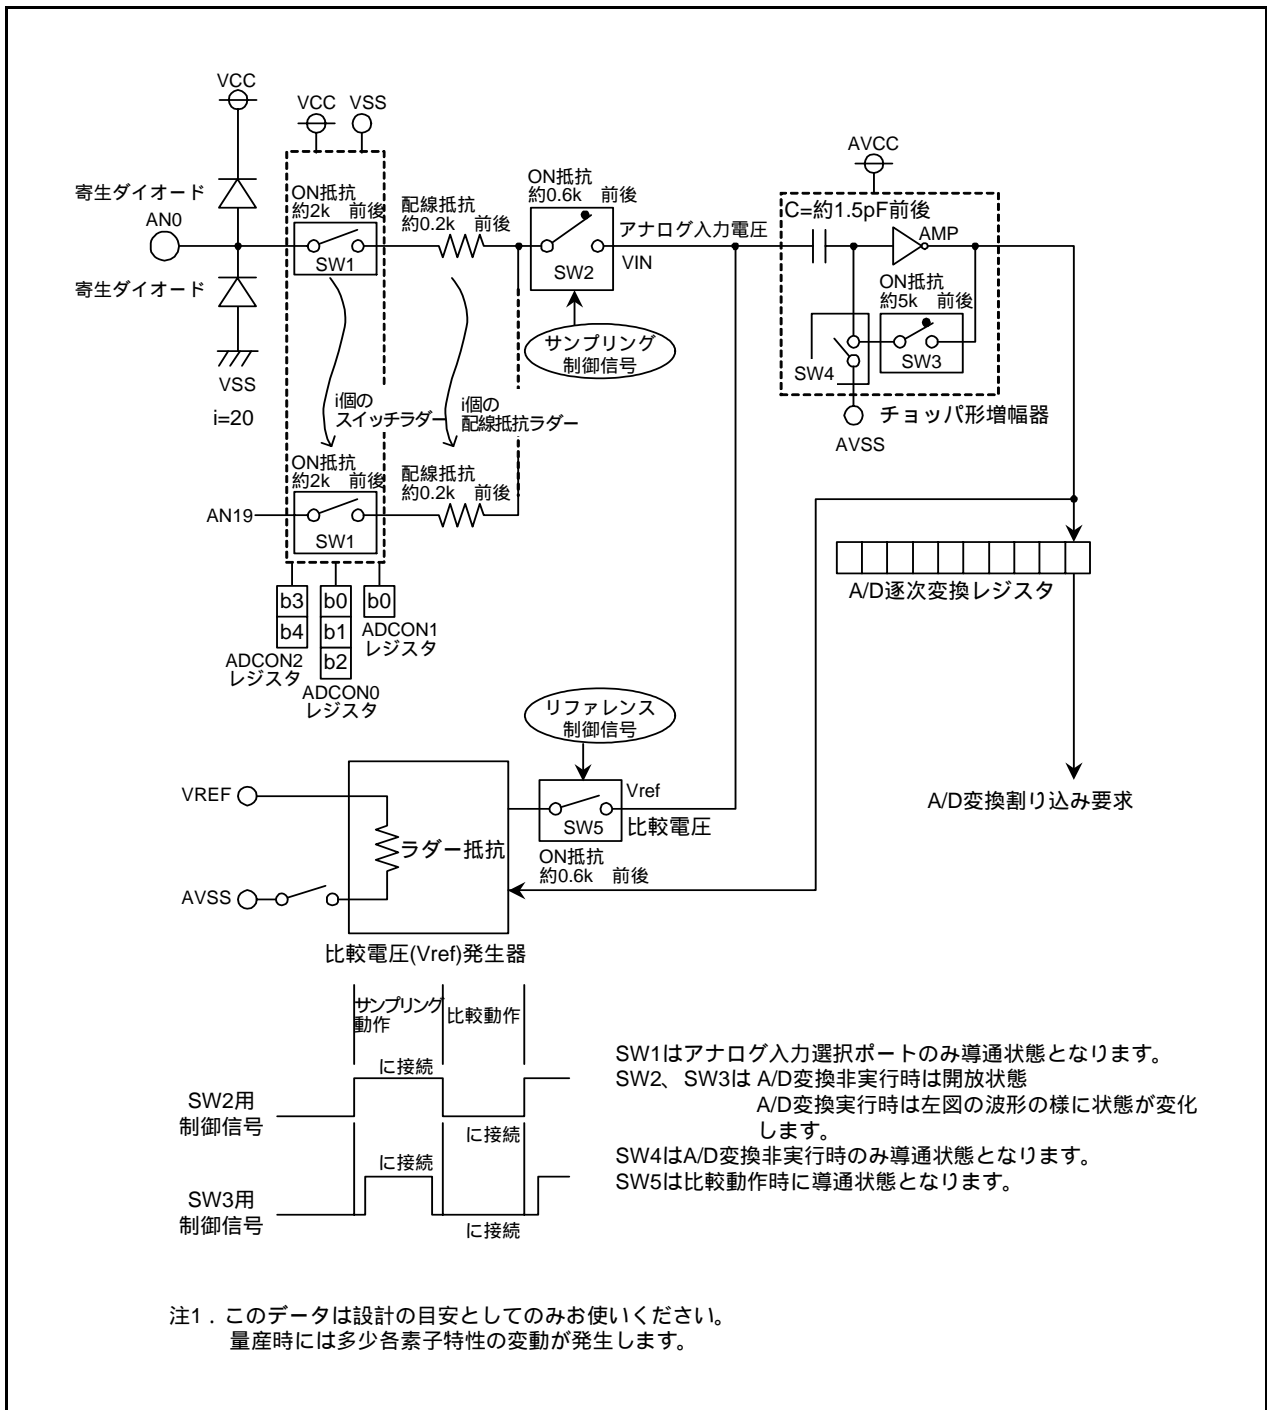 VCC
VCC VSS
AVCC
寄生ダイオード
AN0
寄生ダイオード
VSS
i=20
ON抵抗
約2k 前後
SW1
配線抵抗
約0.2k 前後
ON抵抗
約0.6k 前後
SW2
アナログ入力電圧
VIN
サンプリング
制御信号
C=約1.5pF前後
AMP
ON抵抗
約5k 前後
SW3
SW4
AVSS
チョッパ形増幅器
i個の
スイッチラダー
i個の
配線抵抗ラダー
ON抵抗
約2k 前後
SW1
AN19
配線抵抗
約0.2k 前後
b3
b4
ADCON2
レジスタ
b0
b1
b2
ADCON0
レジスタ
b0
ADCON1
レジスタ
A/D逐次変換レジスタ
A/D変換割り込み要求
リファレンス
制御信号
VREF
AVSS
ラダー抵抗
Vref
SW5
比較電圧
ON抵抗
約0.6k 前後
比較電圧(Vref)発生器
サンプリング
動作
比較動作
に接続
SW2用
制御信号
に接続
に接続
SW3用
制御信号
に接続
SW1はアナログ入力選択ポートのみ導通状態となります。
SW2、SW3は A/D変換非実行時は開放状態
A/D変換実行時は左図の波形の様に状態が変化
します。
SW4はA/D変換非実行時のみ導通状態となります。
SW5は比較動作時に導通状態となります。
注1．このデータは設計の目安としてのみお使いください。
量産時には多少各素子特性の変動が発生します。